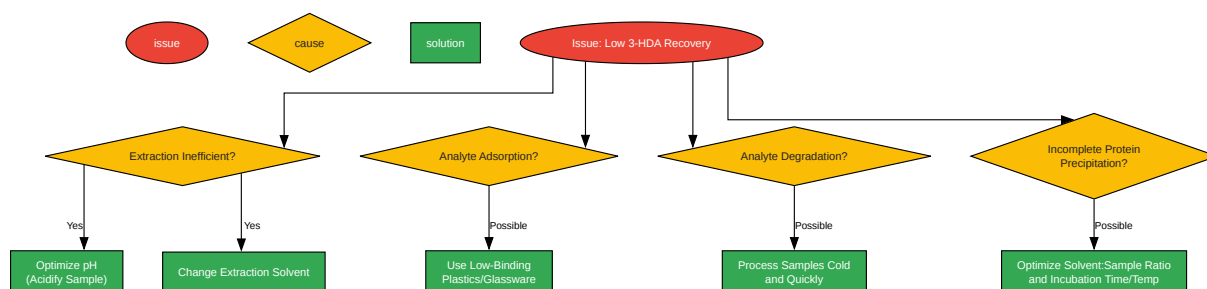 issue
cause
solution
Issue: Low 3-HDA Recovery
Extraction Inefficient?
Analyte Adsorption?
Analyte Degradation?
Incomplete Protein
Precipitation?
Yes
Yes
Possible
Possible
Possible
Optimize pH
(Acidify Sample)
Change Extraction Solvent
Use Low-Binding
Plastics/Glassware
Process Samples Cold
and Quickly
Optimize Solvent:Sample Ratio
and Incubation Time/Temp